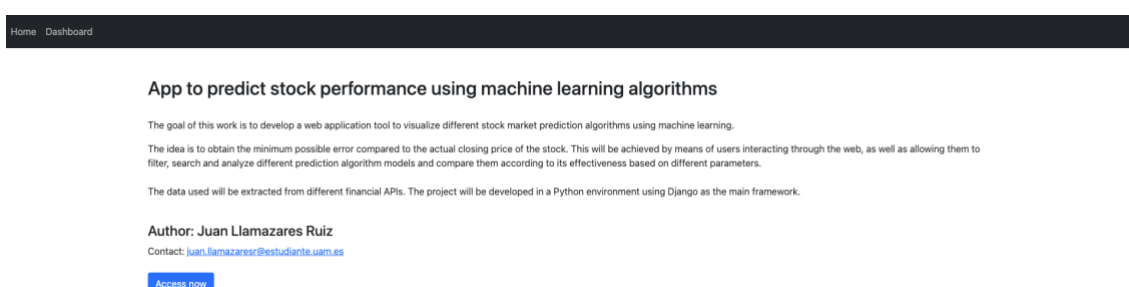 Home Dashboard
App to predict stock performance using machine learning algorithms
The goal of this work is to develop a web application tool to visualize different stock market prediction algorithms using machine learning.
The idea is to obtain the minimum possible error compared to the actual closing price of the stock. This will be achieved by means of users interacting through the web, as well as allowing them to
filter, search and analyze different prediction algorithm models and compare them according to its effectiveness based on different parameters.
The data used will be extracted from different financial APIs. The project will be developed in a Python environment using Django as the main framework.
Author: Juan Llamazares Ruiz
Contact: juan.llamazaresr@estudiante.uam.es
Access now